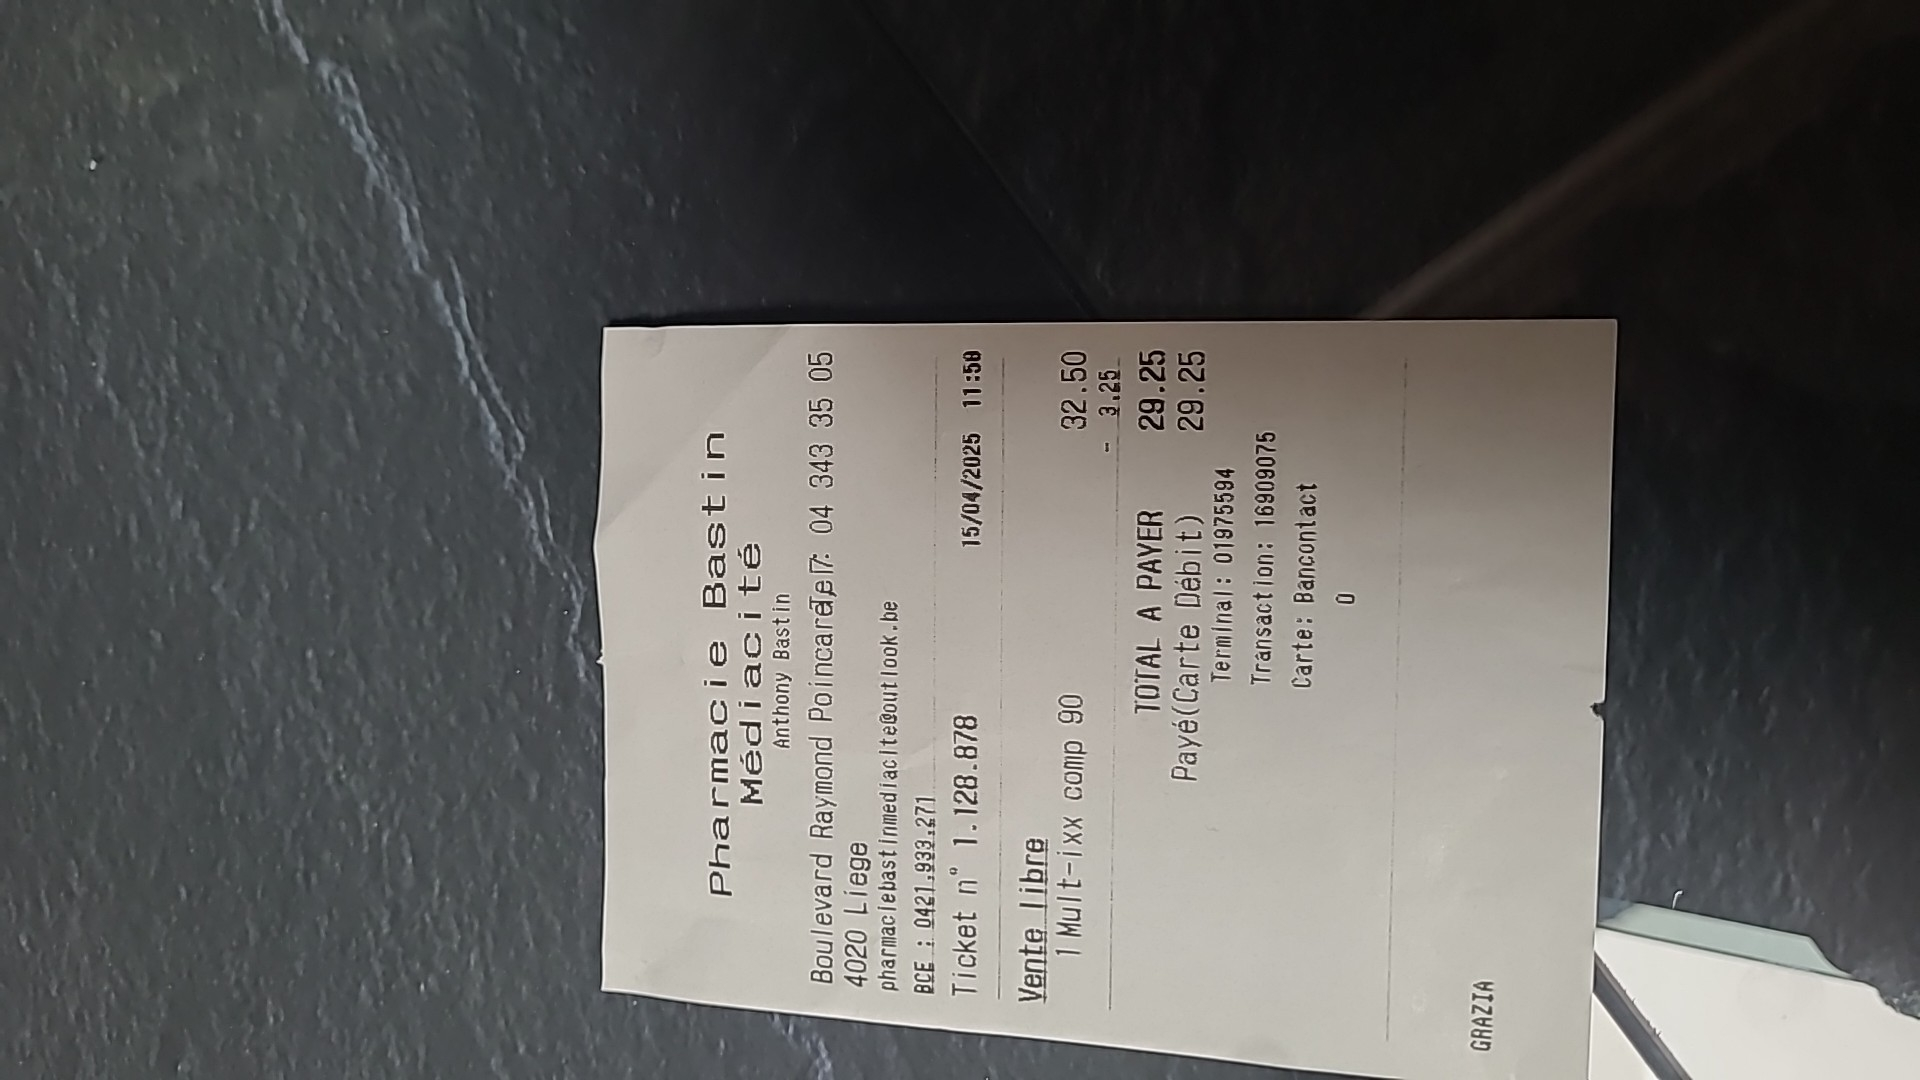 Pharmacie Bastin
Médiacité
Anthony Bastin
Boulevard Raymond Poincaré, 7: 04 343 35 05
4020 Liege
pharmaciebastinmediacite@outlook.be
BCE : 0421.933.271
Ticket n° 1.128.878 15/04/2025
Vente libre
1 Mult-ixx comp 90 32.50
- 3.25
TOTAL A PAYER 29.25
Payé(Carte Débit) 29.25
Terminal: 01975594
Transaction: 16909075
Carte: Bancontact
0
GRAZIA